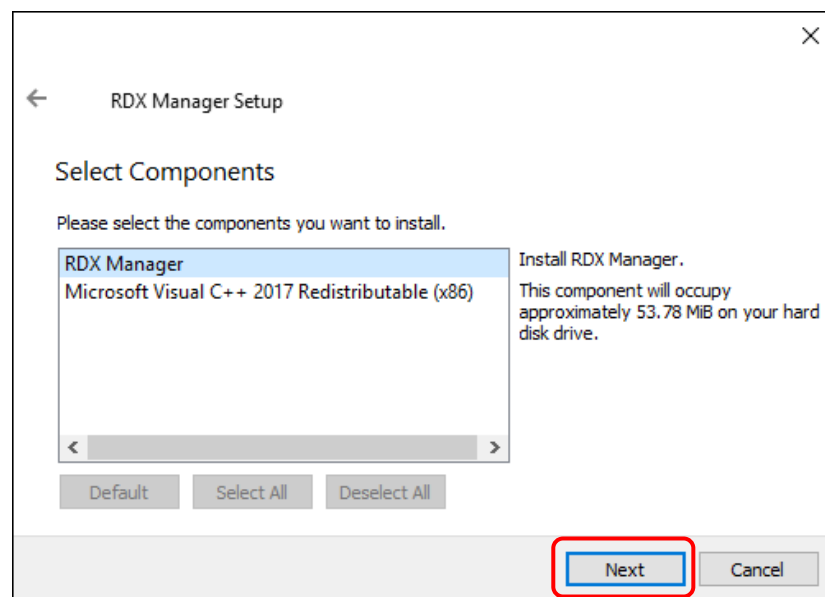 RDX Manager Setup
Select Components
Please select the components you want to install.
RDX Manager
Microsoft Visual C++ 2017 Redistributable (x86)
Install RDX Manager.
This component will occupy
approximately 53.78 MiB on your hard
disk drive.
Default
Select All
Deselect All
Next
Cancel